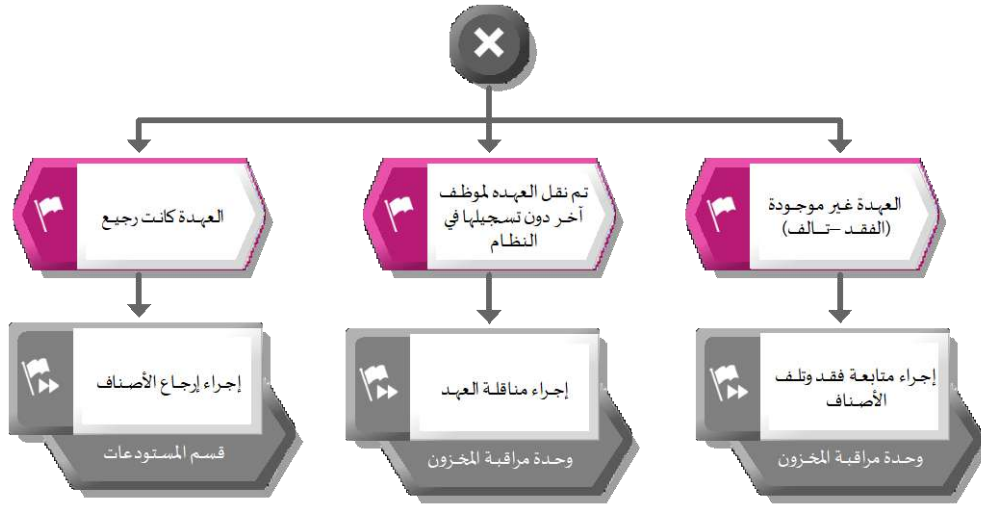 العهدة غير موجودة
(الفقد – تالف)
تم نقل العهده لموظف
آخر دون تسجيلها في
النظام
العهدة كانت رجيع
إجراء متابعة فقد وتلف
الأصناف
وحدة مراقبة المخزون
إجراء مناقلة العهد
وحدة مراقبة المخزون
إجراء إرجاع الأصناف
قسم المستودعات